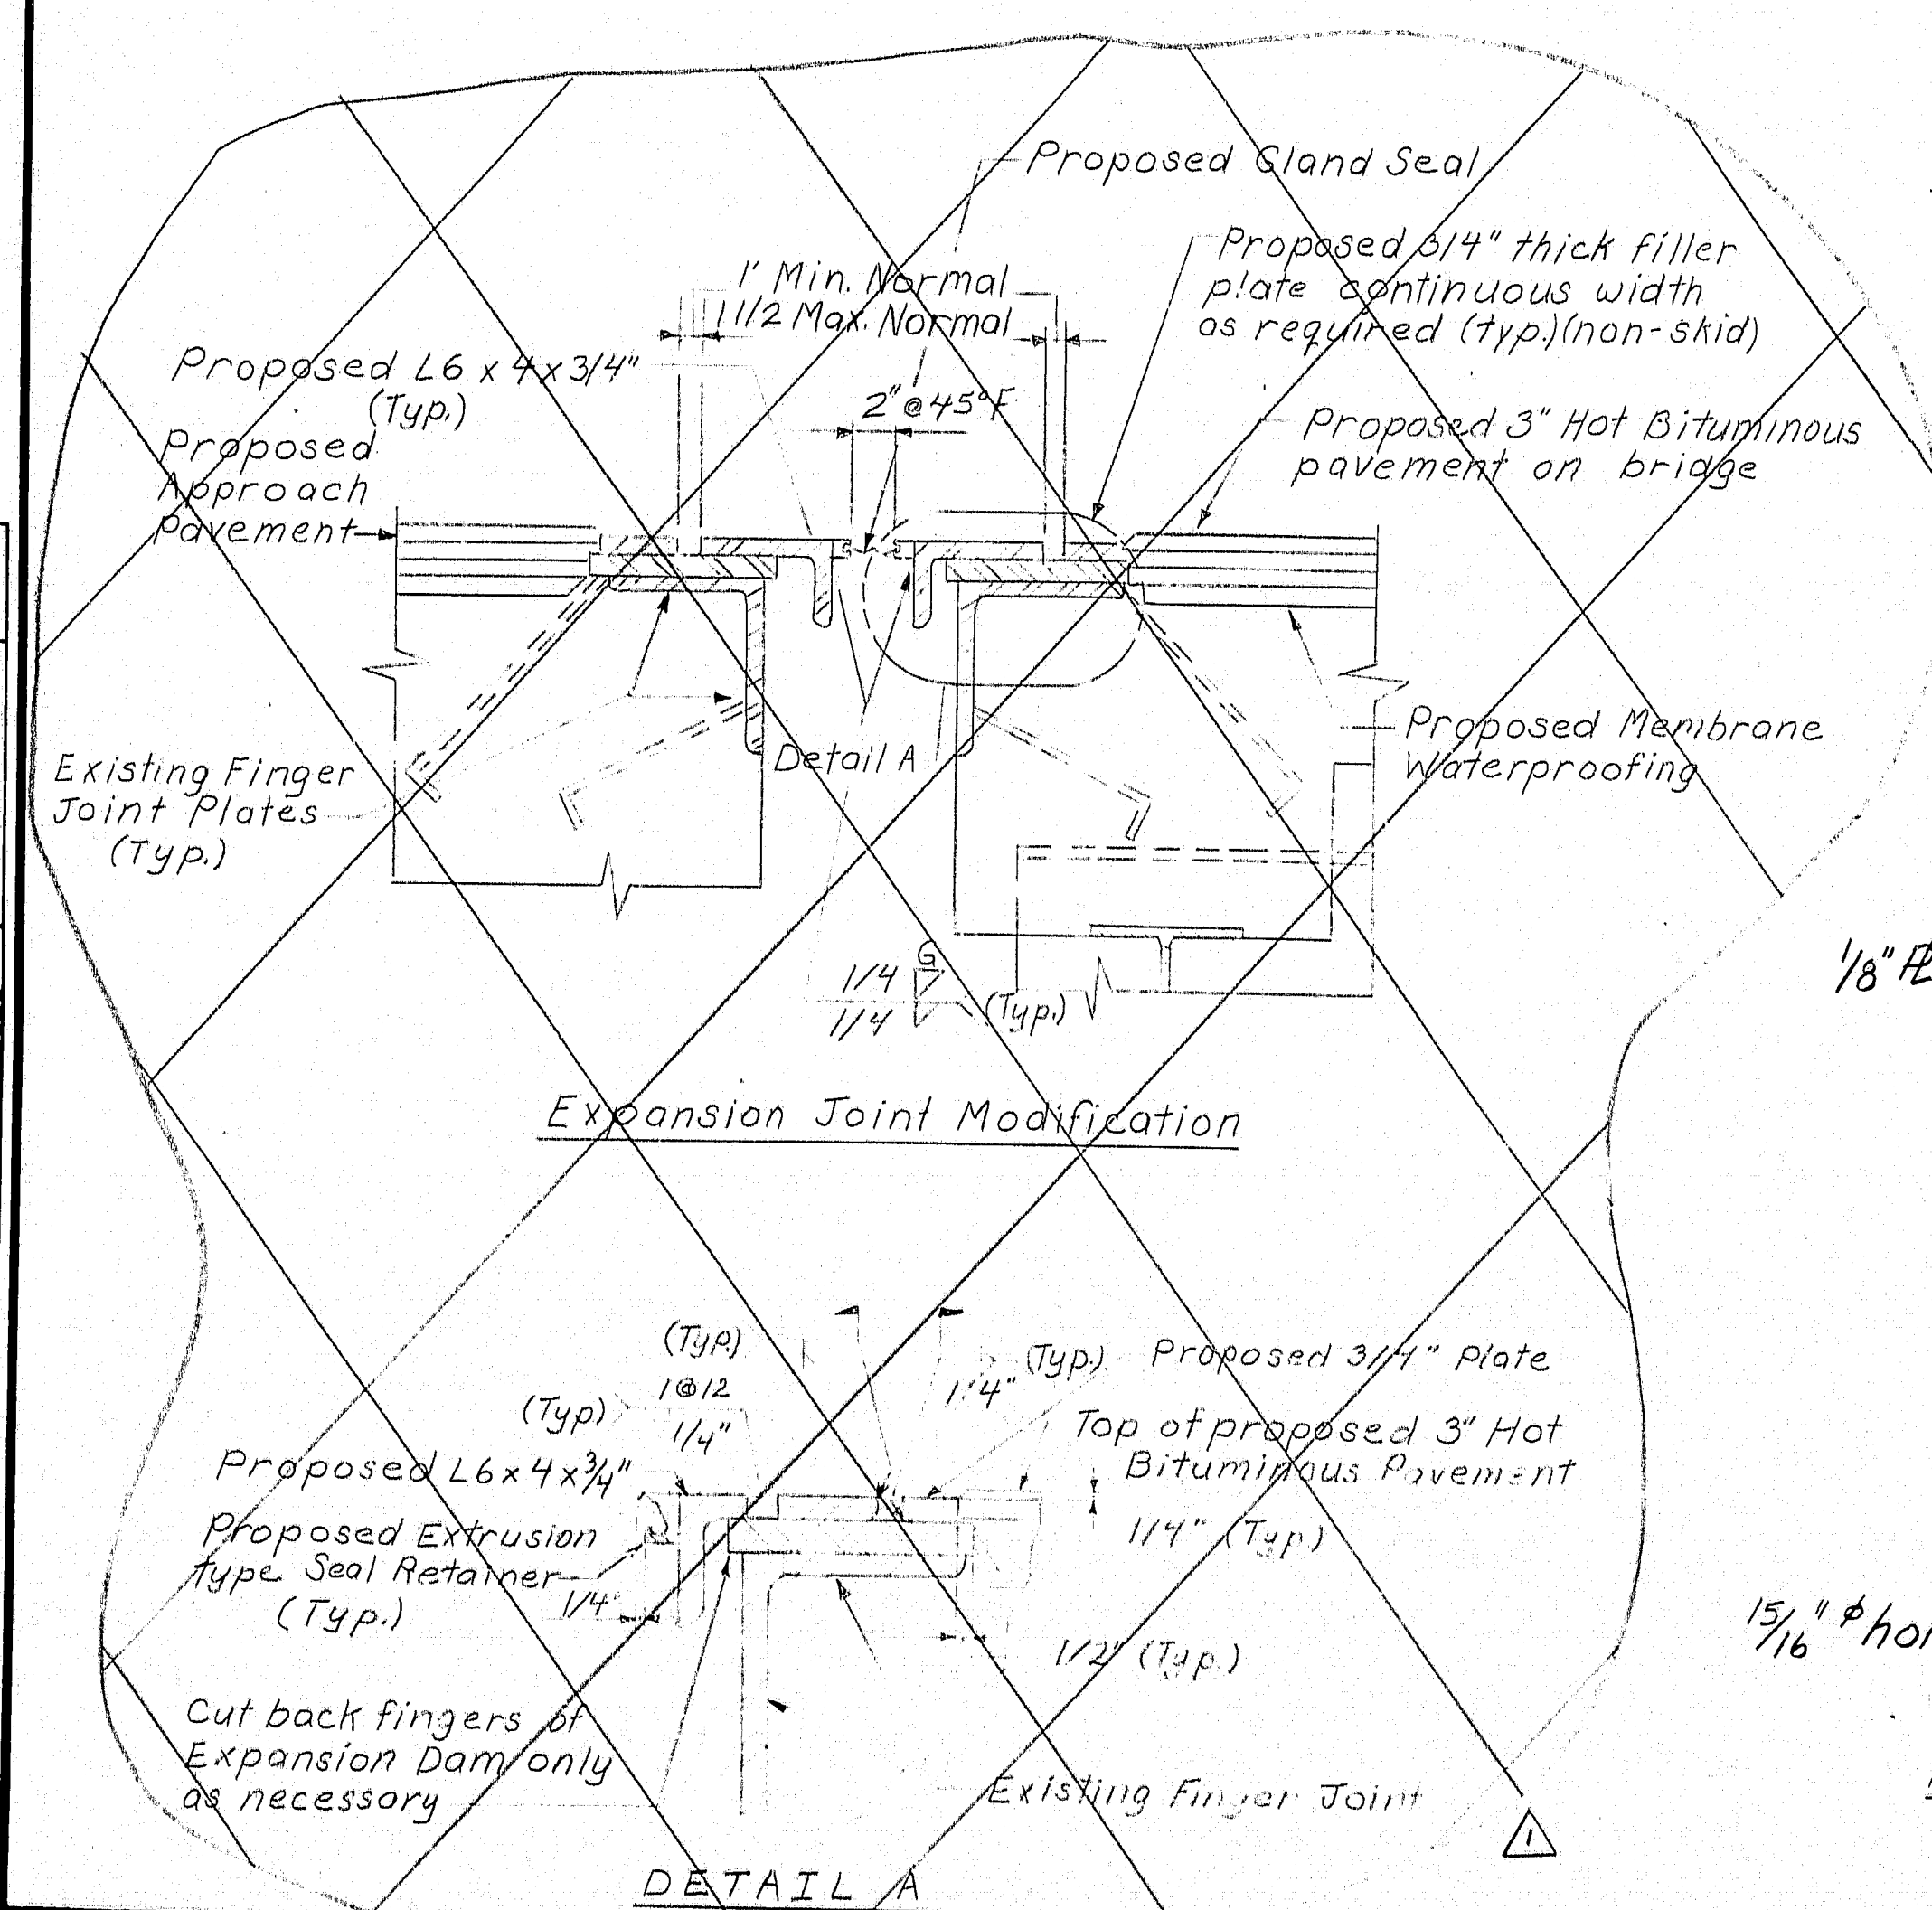 Proposed Gland Seal
Proposed 3/4" thick filler
plate continuous width
as required (typ.)(non-skid)
1' Min. Normal
1 1/2 Max. Normal
Proposed L6 x 4 x 3/4"
(Typ.)
2" @ 45°F
Proposed
Approach
Pavement
Proposed 3" Hot Bituminous
pavement on bridge
Existing Finger
Joint Plates
(Typ.)
Detail A
Proposed Membrane
Waterproofing
G
1/4
1/4
(Typ.)
1/8" PL
Expansion Joint Modification
(Typ.)
1@12
(Typ)
1/4"
(Typ.)
1/4"
Proposed 3/4" Plate
Top of proposed 3" Hot
Bituminous Pavement
Proposed L6 x 4 x 3/4"
Proposed Extrusion
type Seal Retainer
(Typ.)
1/4"
1/4" (Typ.)
1/2" (Typ.)
15/16" φ
Cut back fingers of
Expansion Dam only
as necessary
Existing Finger Joint
1
DETAIL A